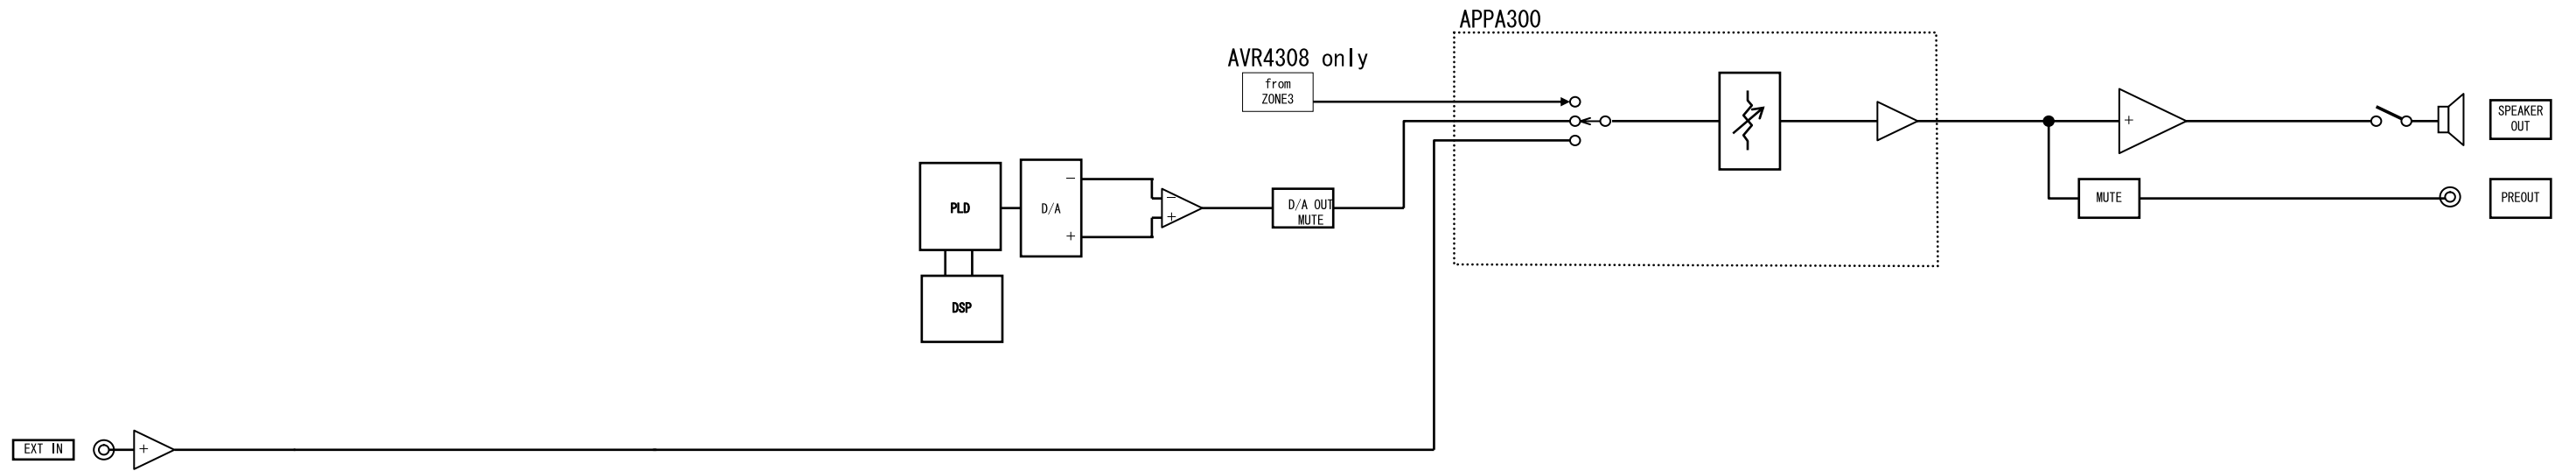 APPA300
AVR4308 only
from
ZONE3
SPEAKER
OUT
PLD
D/A
−
+
−
+
D/A OUT
MUTE
+
MUTE
PREOUT
DSP
EXT IN
+